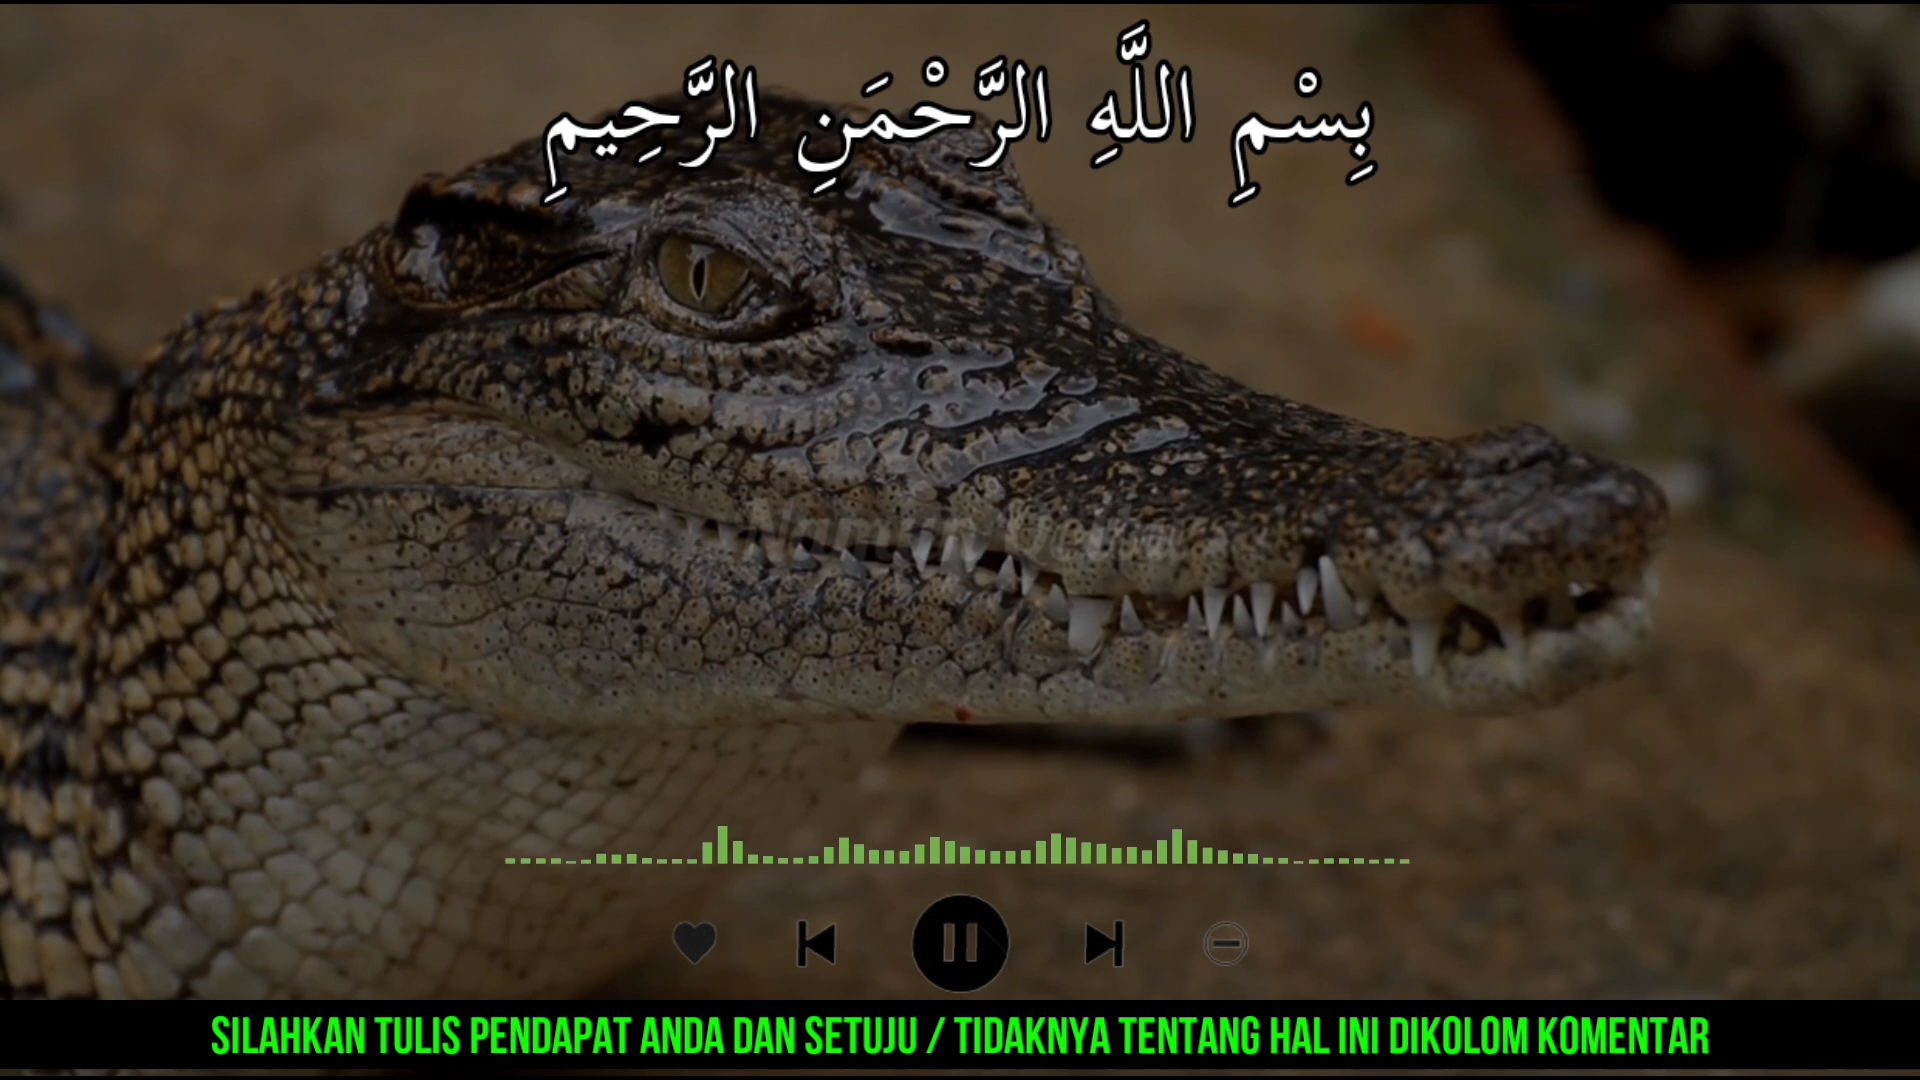 بِسْمِ اللَّهِ الرَّحْمَنِ الرَّحِيمِ
SILAHKAN TULIS PENDAPAT ANDA DAN SETUJU / TIDAKNYA TENTANG HAL INI DIKOLOM KOMENTAR